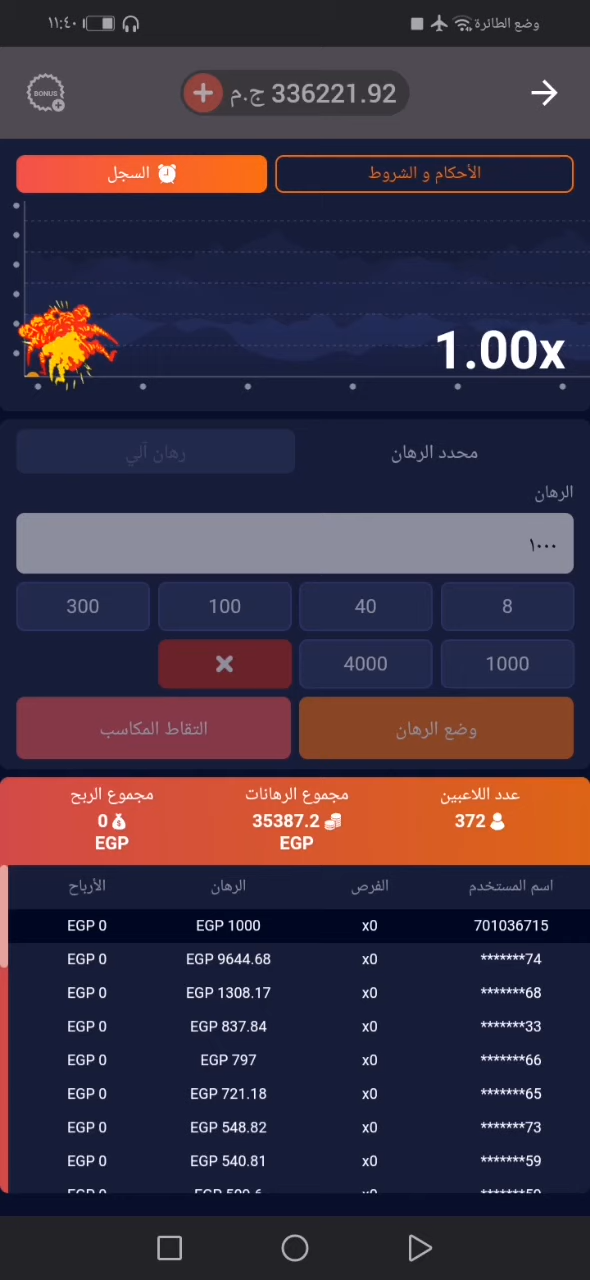 وضع الطائرة
١١:٤٠
BONUS
336221.92 ج.م
الأحكام و الشروط
السجل
1.00x
محدد الرهان
رهان آلي
الرهان
١٠٠٠
8 40 100 300
1000 4000
وضع الرهان
التقاط المكاسب
عدد اللاعبين مجموع الرهانات مجموع الربح
372 35387.2 0
EGP EGP
اسم المستخدم الفرص الرهان الأرباح
701036715 x0 EGP 1000 EGP 0
*******74 x0 EGP 9644.68 EGP 0
*******68 x0 EGP 1308.17 EGP 0
*******33 x0 EGP 837.84 EGP 0
*******66 x0 EGP 797 EGP 0
*******65 x0 EGP 721.18 EGP 0
*******73 x0 EGP 548.82 EGP 0
*******59 x0 EGP 540.81 EGP 0